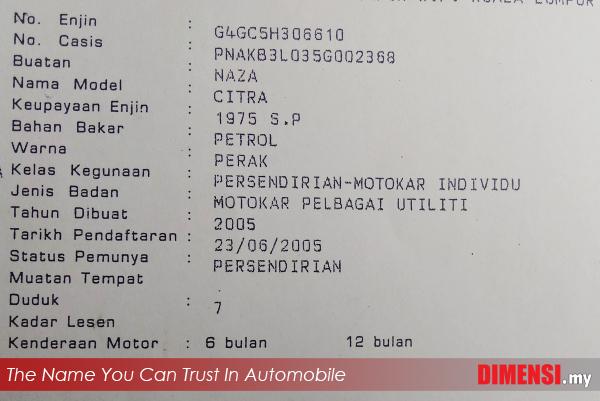 No. Enjin : G4GC5H306610
No. Casis : PNAKB3L035G002368
Buatan : NAZA
Nama Model : CITRA
Keupayaan Enjin : 1975 S.P
Bahan Bakar : PETROL
Warna : PERAK
Kelas Kegunaan : PERSENDIRIAN-MOTOKAR INDIVIDU
Jenis Badan : MOTOKAR PELBAGAI UTILITI
Tahun Dibuat : 2005
Tarikh Pendaftaran : 23/06/2005
Status Pemunya : PERSENDIRIAN
Muatan Tempat
Duduk : 7
Kadar Lesen
Kenderaan Motor : 6 bulan 12 bulan
The Name You Can Trust In Automobile
DIMENSI.my